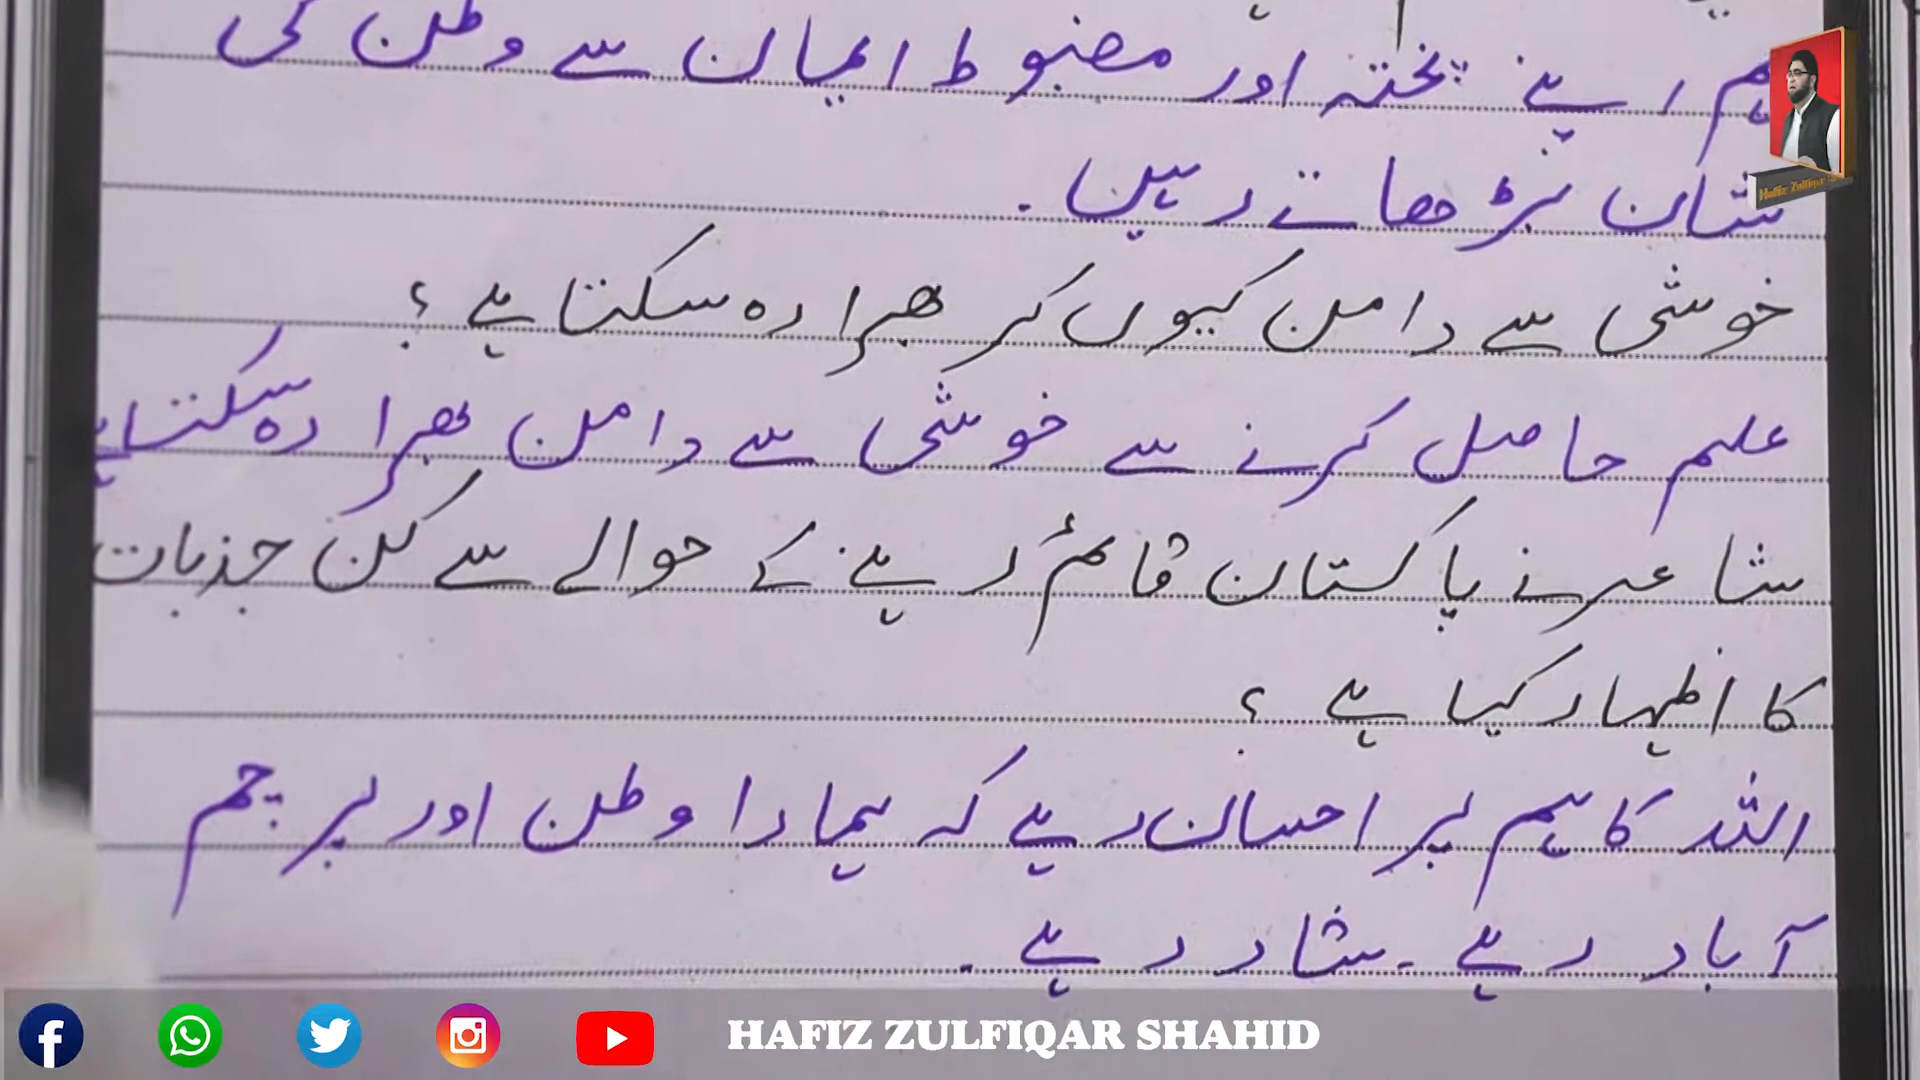 ہم اپنے پختہ اور مضبوط ایمان سے وطن کی
شان بڑھاتے رہیں۔
خوشی سے دامن کیوں کر بھرا رہ سکتا ہے؟
علم حاصل کرنے سے خوشی سے دامن بھرا رہ سکتا ہے
شاعر نے پاکستان قائم رہنے کے حوالے سے کن جذبات
کا اظہار کیا ہے؟
اللہ کا ہم پر احسان رہے کہ ہمارا وطن اور پرچم
آباد رہے۔ شاد رہے۔
HAFIZ ZULFIQAR SHAHID